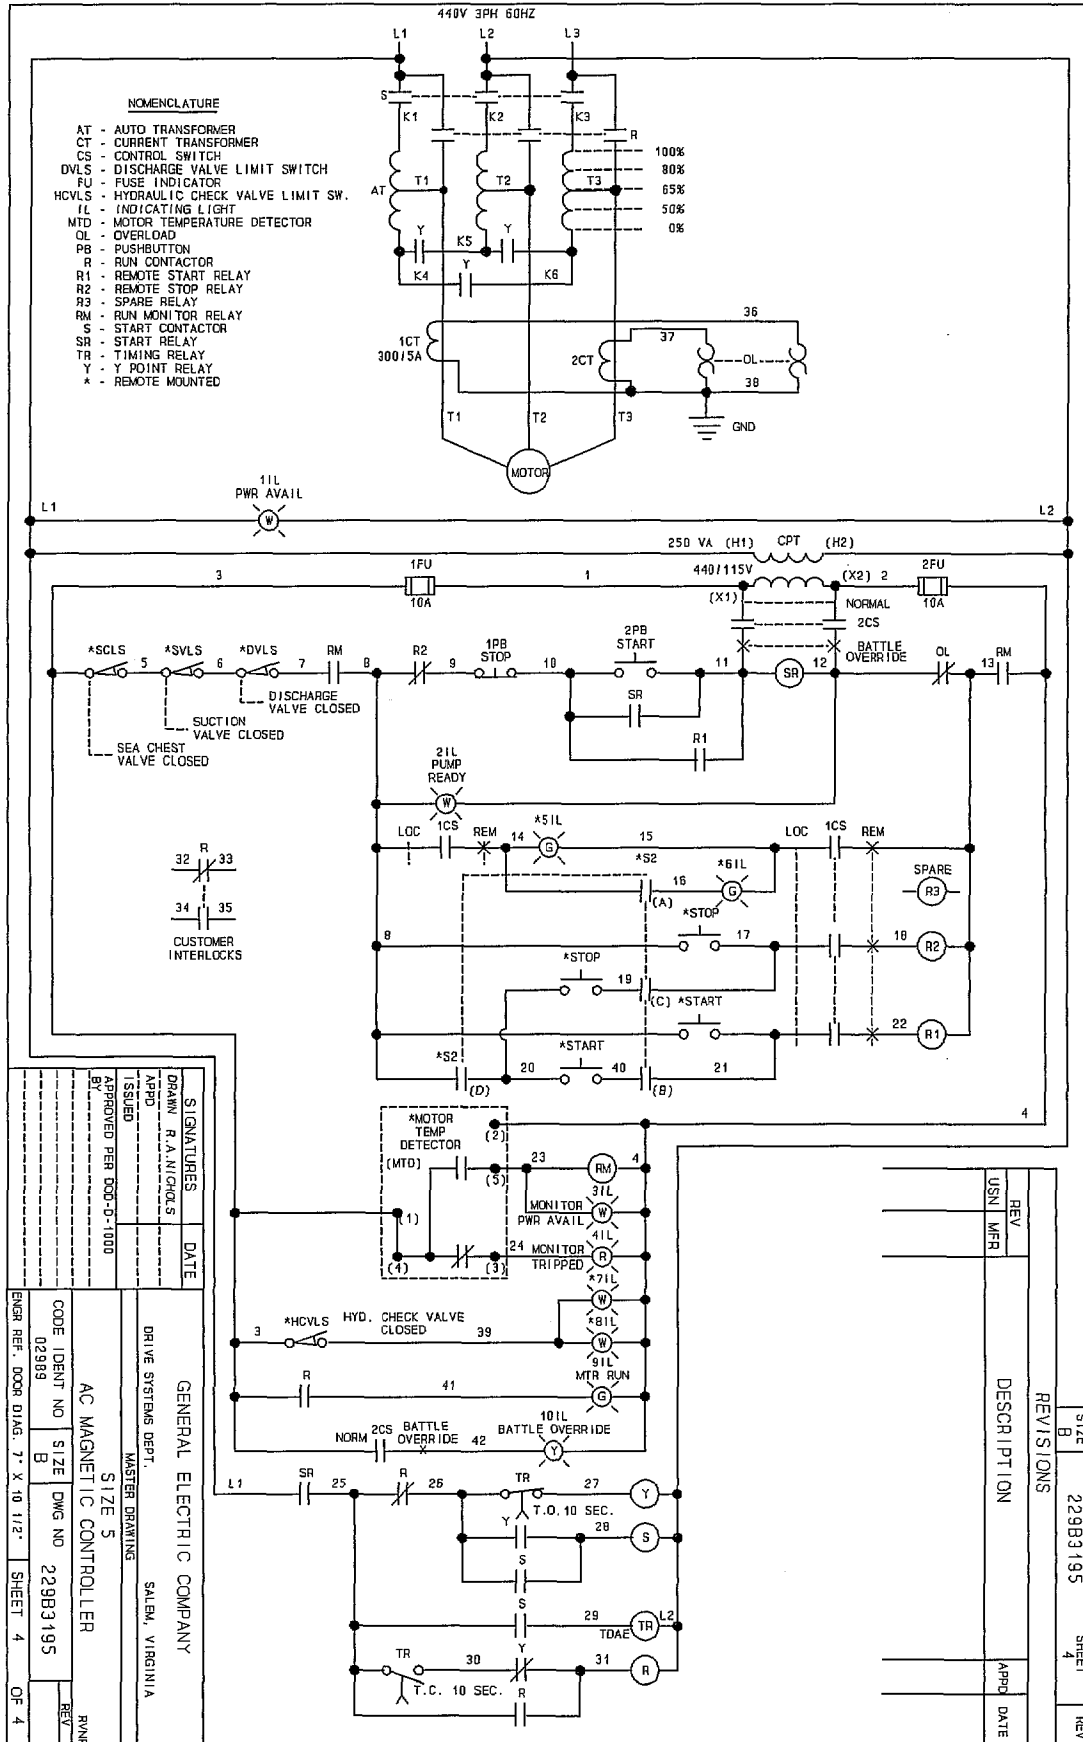 440V 3PH 60HZ
L1 L2 L3
S
K1 K2 K3
R
NOMENCLATURE
AT - AUTO TRANSFORMER
CT - CURRENT TRANSFORMER
CS - CONTROL SWITCH
DVLS - DISCHARGE VALVE LIMIT SWITCH
FU - FUSE INDICATOR
HCVLS - HYDRAULIC CHECK VALVE LIMIT SW.
IL - INDICATING LIGHT
MTD - MOTOR TEMPERATURE DETECTOR
OL - OVERLOAD
PB - PUSHBUTTON
R - RUN CONTACTOR
R1 - REMOTE START RELAY
R2 - REMOTE STOP RELAY
R3 - SPARE RELAY
RM - RUN MONITOR RELAY
S - START CONTACTOR
SR - START RELAY
TR - TIMING RELAY
Y - Y POINT RELAY
* - REMOTE MOUNTED
100%
80%
AT T1 T2 T3 65%
50%
0%
Y K5 Y
K4 Y K6
36
1CT
300/5A
2CT 37 OL
38
GND
T1 T2 T3
MOTOR
1IL
PWR AVAIL
L1 W L2
250 VA (H1) CPT (H2)
3 1FU 1 440/115V (X2) 2 2FU
10A (X1) NORMAL 10A
2CS
BATTLE
OVERRIDE
*SCLS 5 *SVLS 6 *DVLS 7 RM 8 R2 9 1PB
STOP 10 2PB
START 11 SR 12 OL 13 RM
DISCHARGE
VALVE CLOSED
SUCTION
VALVE CLOSED
SEA CHEST
VALVE CLOSED
SR
R1
2IL
PUMP
READY
W
LOC 1CS REM 14 *5IL 15 LOC 1CS REM
G
*S2 16 *6IL
(A) G
SPARE
R3
32 R 33
34 35
CUSTOMER
INTERLOCKS
8 *STOP 17 18 R2
*STOP 19 (C)
*START 22 R1
*S2 (D) 20 *START 40 (B) 21
4
*MOTOR
TEMP
DETECTOR
(MTD)
(2)
(5) 23 RM 4
(1) MONITOR
PWR AVAIL 3IL W
(4) (3) 24 MONITOR
TRIPPED 4IL R
*7IL
W
3 *HCVLS HYD. CHECK VALVE
CLOSED 39 *8IL
W
R 41 9IL
MTR RUN
G
NORM 2CS BATTLE
OVERRIDE 42 10IL
BATTLE OVERRIDE
Y
L1 SR 25 R 26 TR 27 Y
T.O. 10 SEC.
Y 28 S
S
S 29 TDAE TR L2
TR 30 Y 31 R
T.C. 10 SEC.
R
SIGNATURES DATE
DRAWN R.A.NICHOLS
APPD
ISSUED
APPROVED PER DOD-D-1000
BY
GENERAL ELECTRIC COMPANY
DRIVE SYSTEMS DEPT. SALEM, VIRGINIA
MASTER DRAWING
SIZE 5
AC MAGNETIC CONTROLLER
CODE IDENT NO SIZE DWG NO REV
02989 B 229B3195
ENGR REF. DOOR DIAG. 7" X 10 1/2" SHEET 4 OF 4
SIZE
B 229B3195 SHEET
4 REV
REVISIONS
REV
USN MFR DESCRIPTION APPD DATE